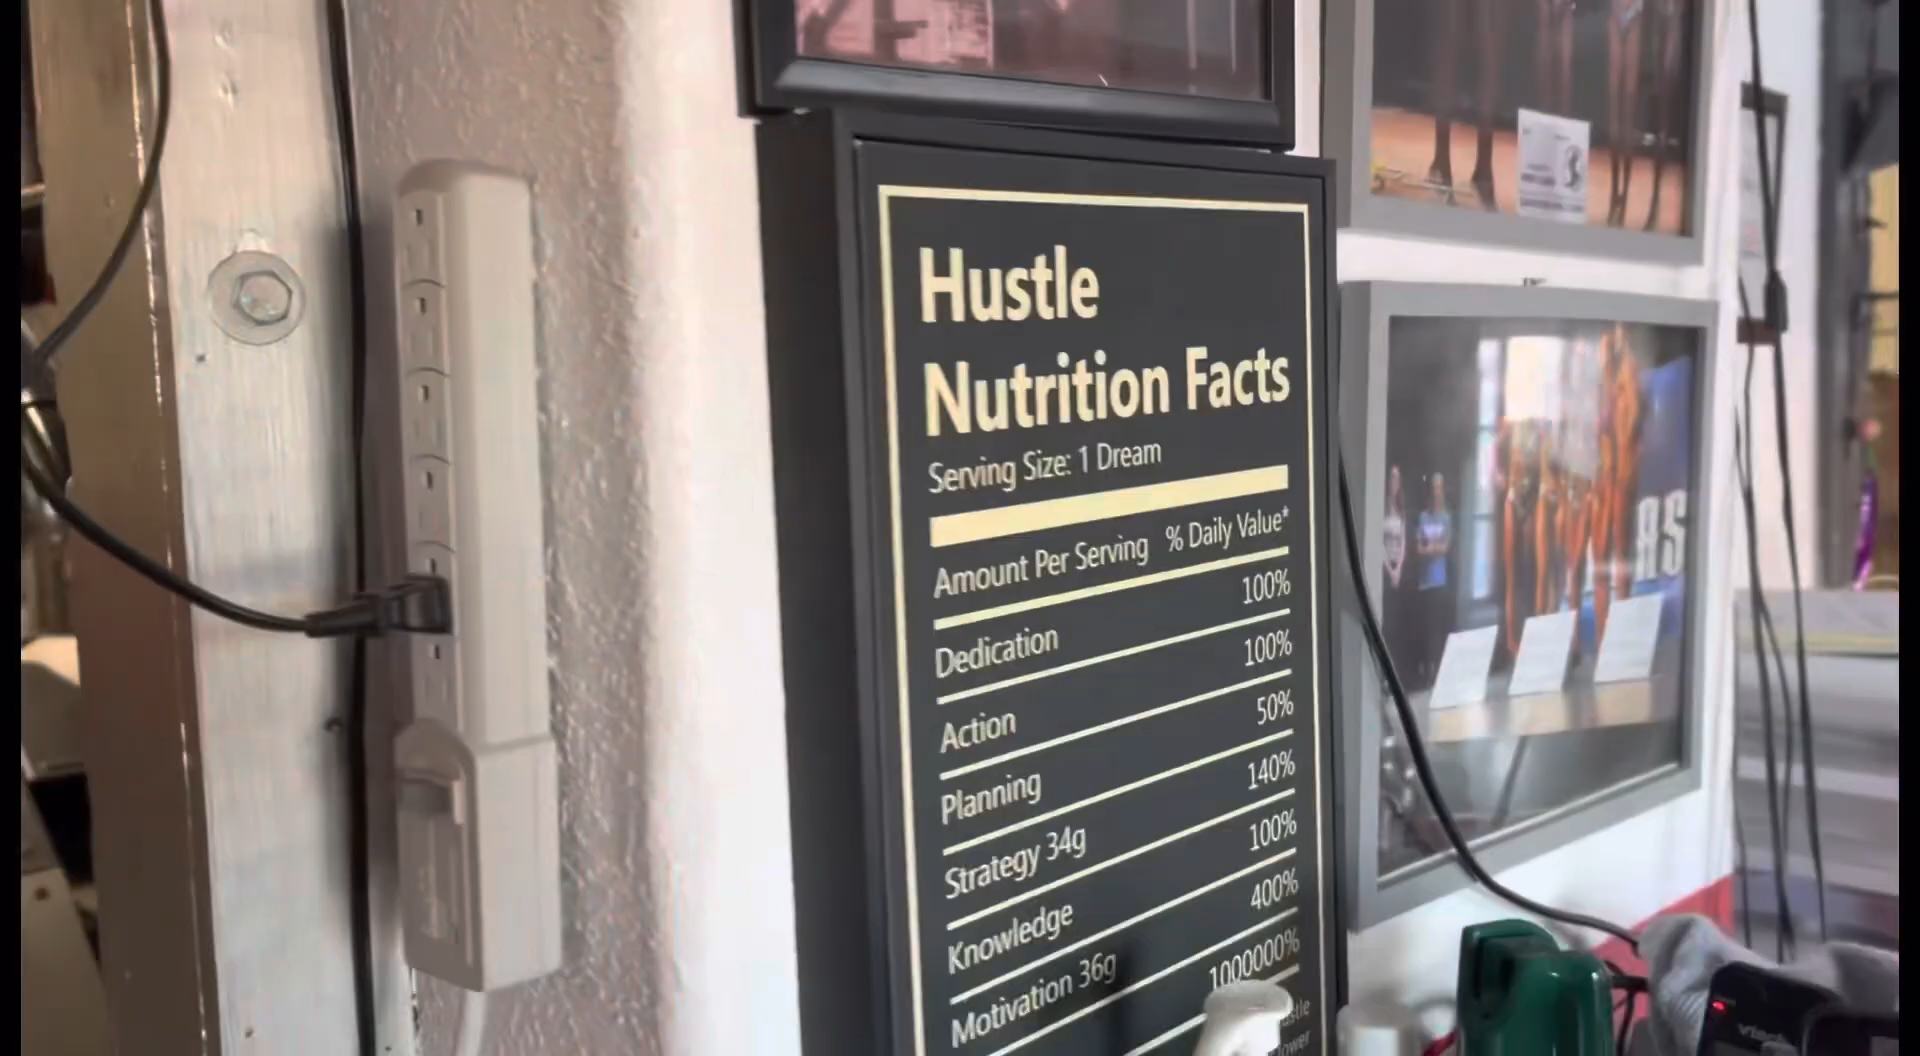 Hustle
Nutrition Facts
Serving Size: 1 Dream
Amount Per Serving % Daily Value*
Dedication 100%
Action 100%
Planning 50%
Strategy 34g 140%
Knowledge 100%
Motivation 36g 400%
1000000%